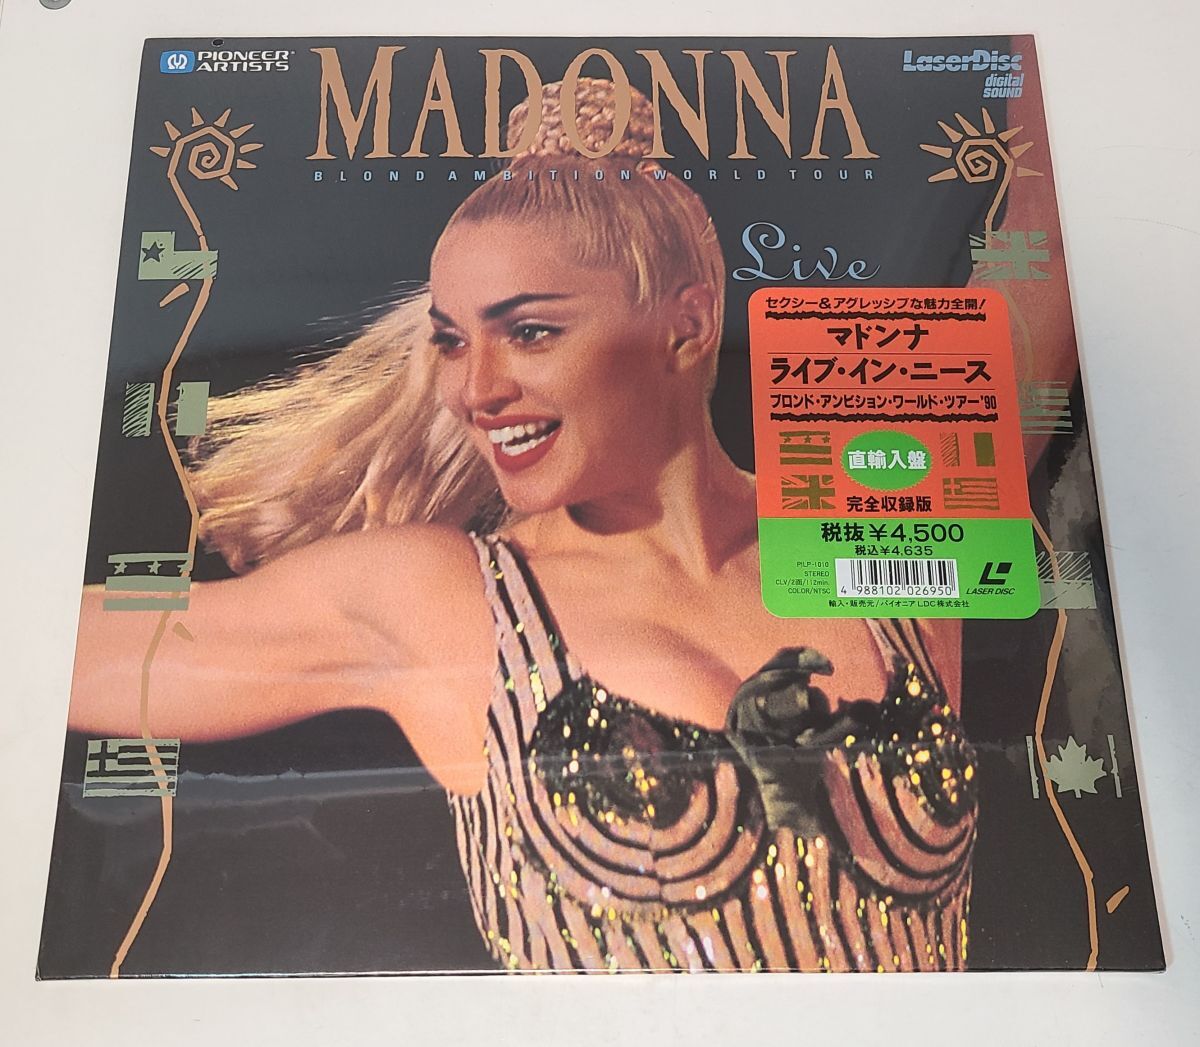 PIONEER
ARTISTS
MADONNA
LaserDisc
digital
SOUND
BLOND AMBITION WORLD TOUR
Live
セクシー&アグレッシブな魅力全開!
マドンナ
ライブ・イン・ニース
ブロンド・アンビション・ワールド・ツアー'90
直輸入盤
完全収録版
税抜¥4,500
税込¥4,635
PILP-1010
STEREO
CLV/2面/112min.
COLOR/NTSC
4 988102 026950
LASER DISC
輸入・販売元/パイオニアLDC株式会社